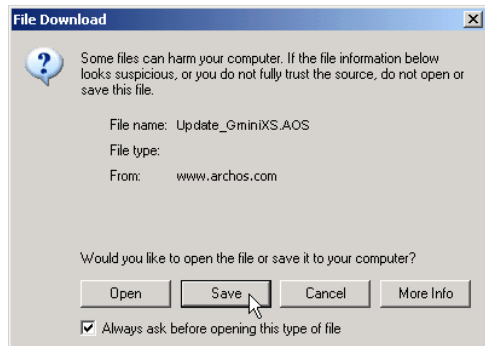 File Download
Some files can harm your computer. If the file information below
looks suspicious, or you do not fully trust the source, do not open or
save this file.
File name: Update_GminiXS.AOS
File type:
From: www.archos.com
Would you like to open the file or save it to your computer?
Open Save Cancel More Info
Always ask before opening this type of file